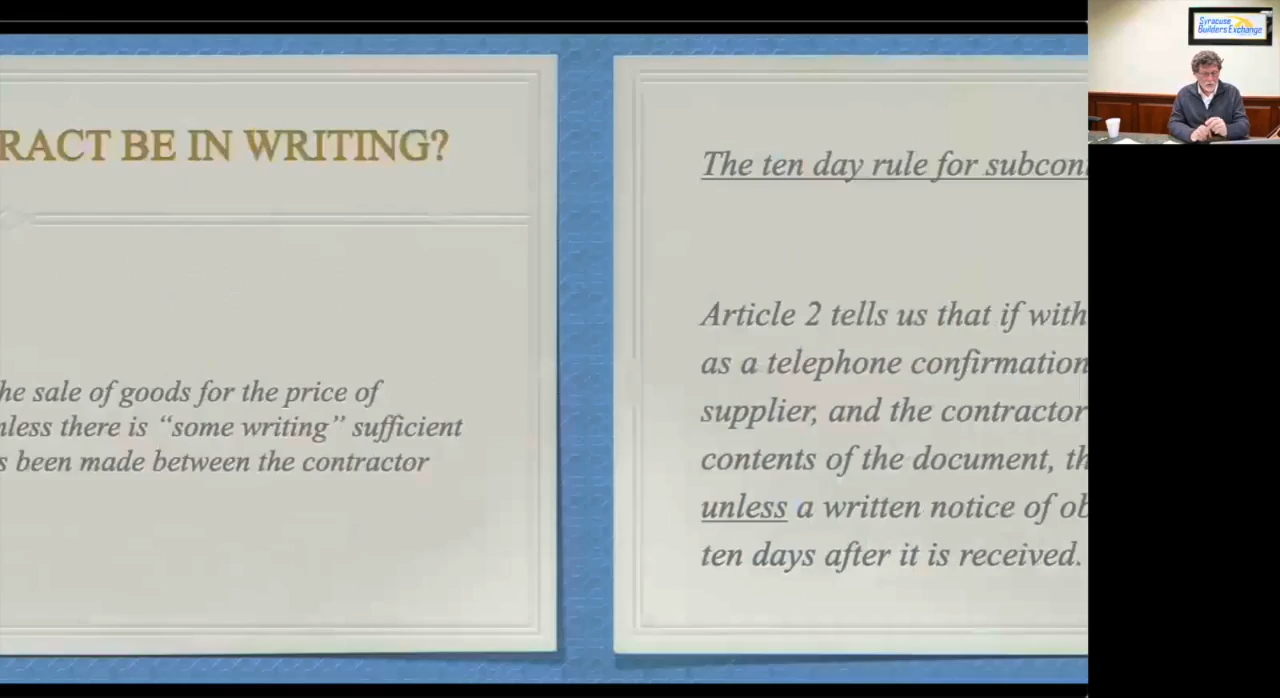 RACT BE IN WRITING?
he sale of goods for the price of
nless there is “some writing” sufficient
s been made between the contractor
The ten day rule for subcon
Article 2 tells us that if with
as a telephone confirmation
supplier, and the contractor
contents of the document, th
unless a written notice of ob
ten days after it is received.
Syracuse
Builders Exchange